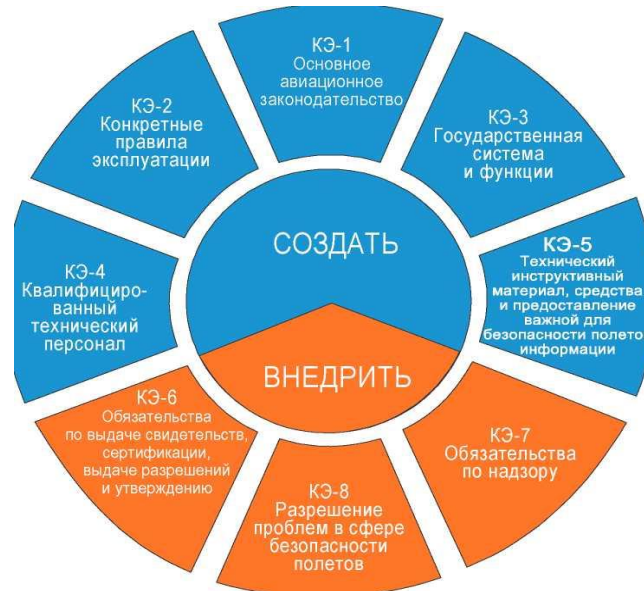 КЭ-1
Основное
авиационное
законодательство
КЭ-2
Конкретные
правила
эксплуатации
КЭ-3
Государственная
система
и функции
КЭ-4
Квалифициро-
ванный
технический
персонал
СОЗДАТЬ
КЭ-5
Технический
инструктивный
материал, средства
и предоставление
важной для
безопасности полето
информации
ВНЕДРИТЬ
КЭ-6
Обязательства
по выдаче свидетельств,
сертификации,
выдаче разрешений
и утверждению
КЭ-8
Разрешение
проблем в сфере
безопасности
полетов
КЭ-7
Обязательства
по надзору